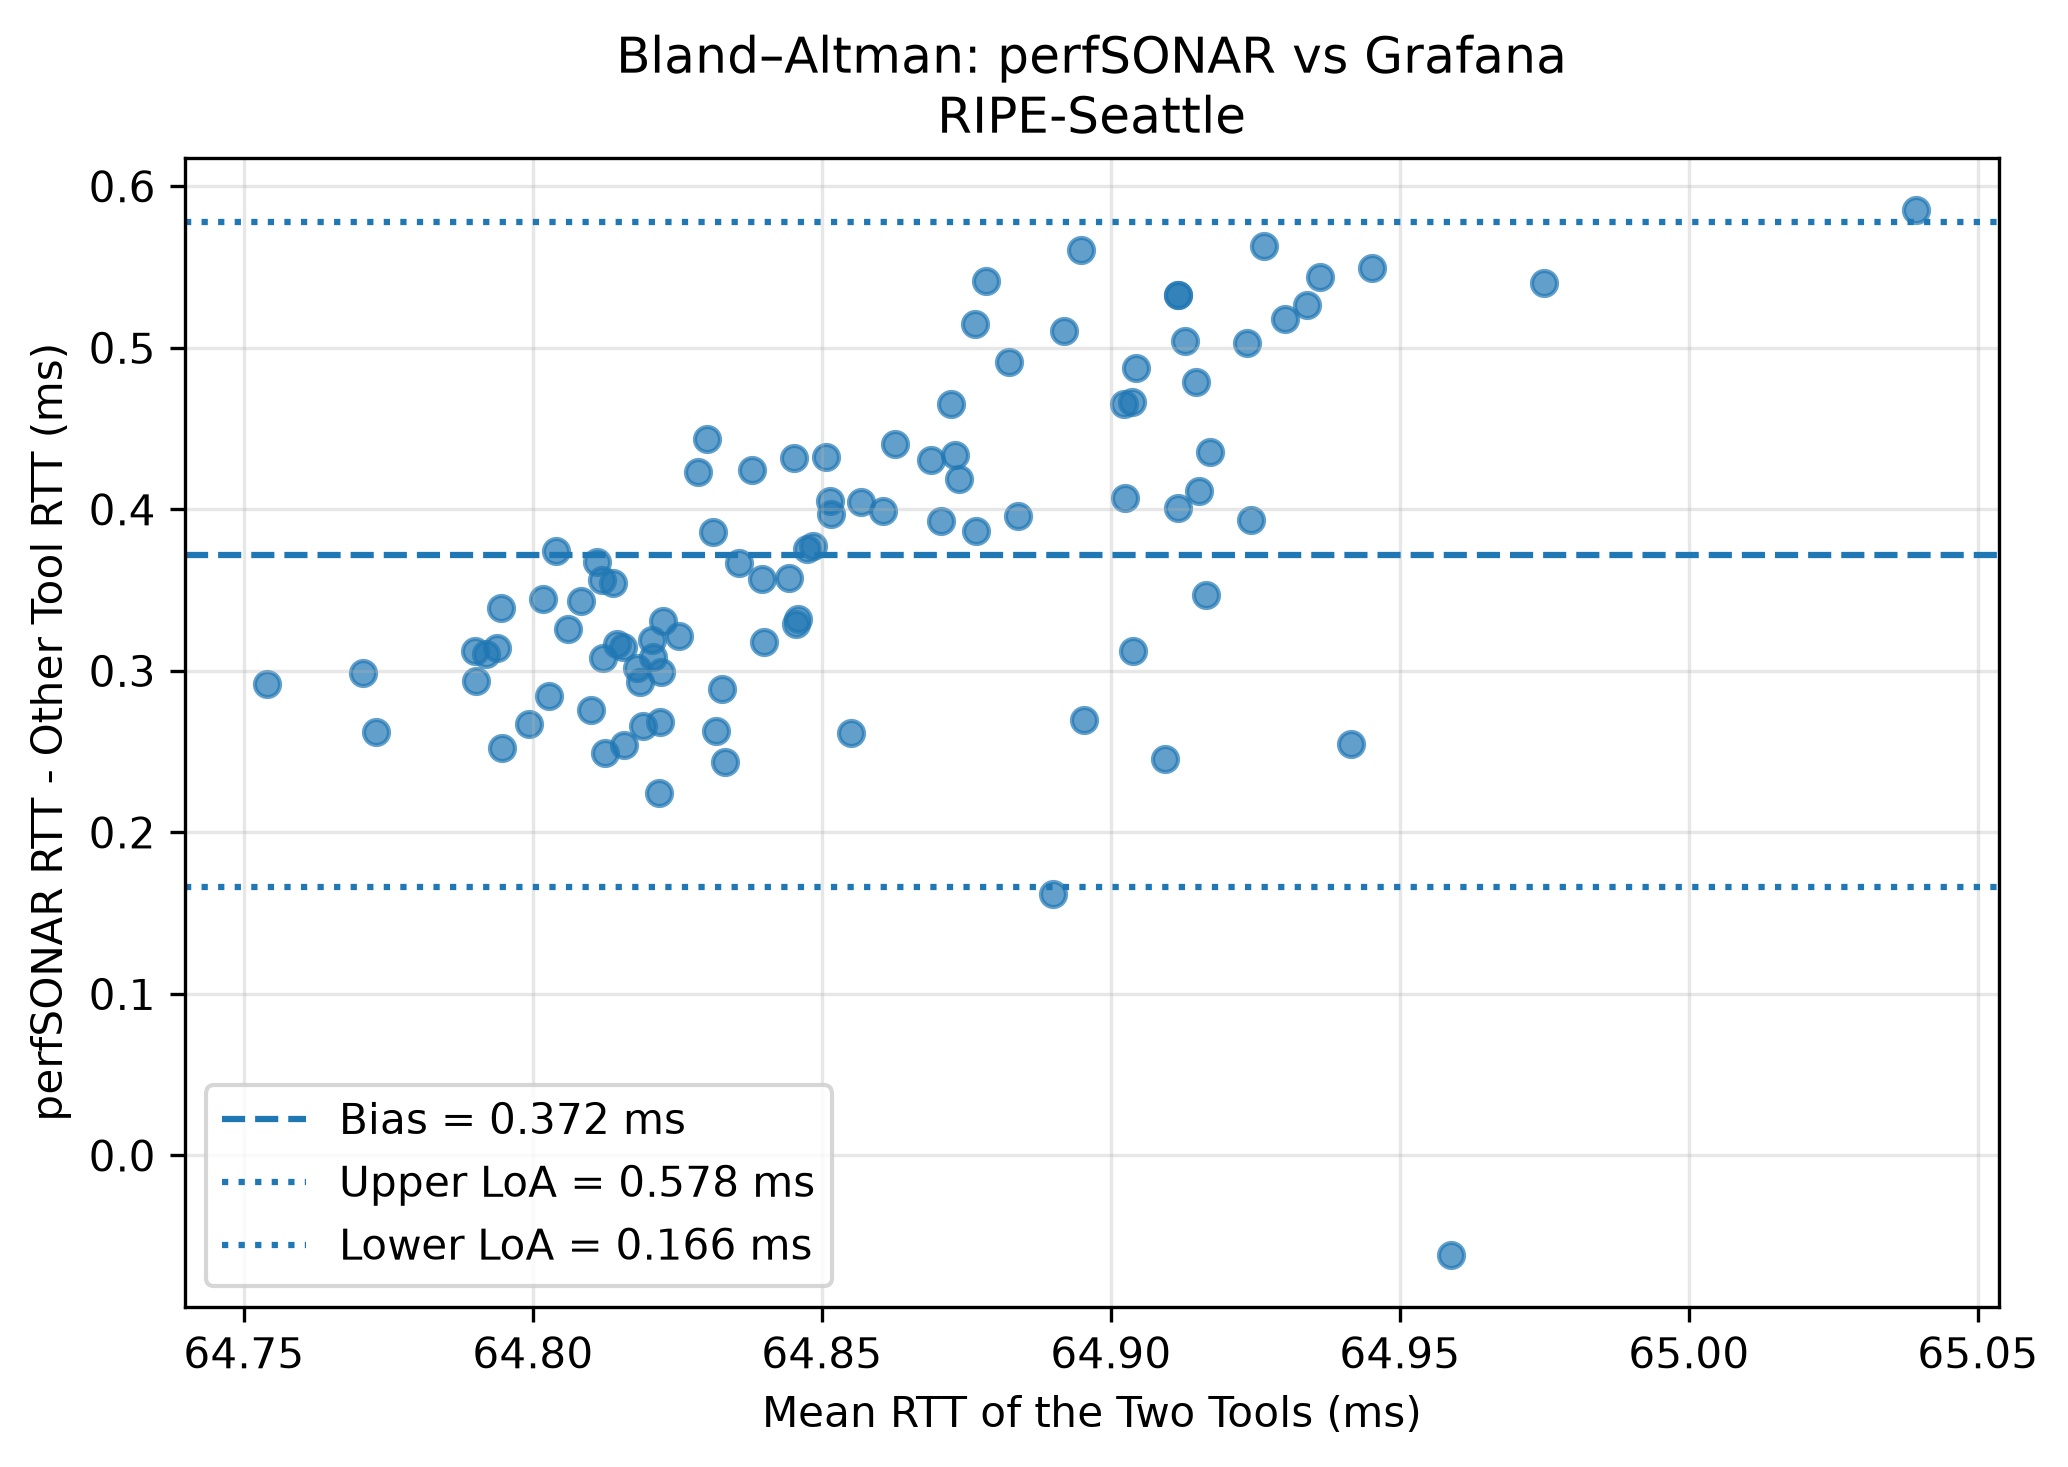 Bland–Altman: perfSONAR vs Grafana
RIPE-Seattle
perfSONAR RTT - Other Tool RTT (ms)
0.6
0.5
0.4
0.3
0.2
0.1
0.0
Bias = 0.372 ms
Upper LoA = 0.578 ms
Lower LoA = 0.166 ms
64.75 64.80 64.85 64.90 64.95 65.00 65.05
Mean RTT of the Two Tools (ms)